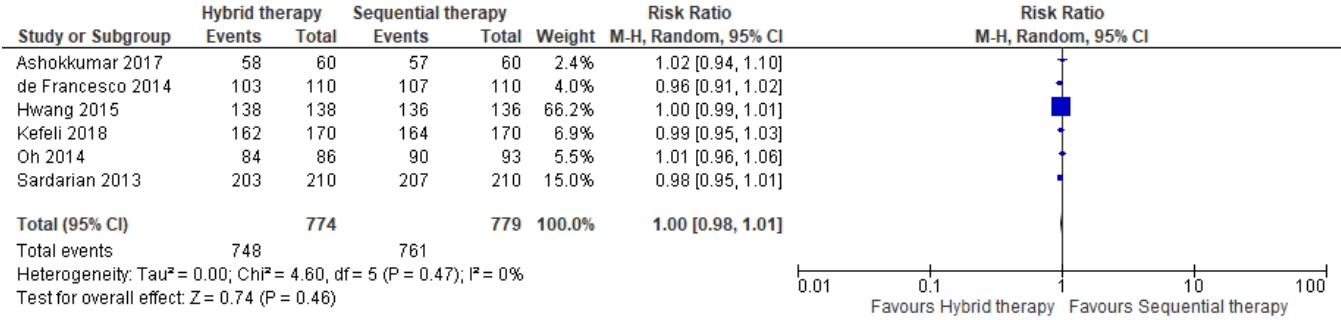 Hybrid therapy Sequential therapy Risk Ratio Risk Ratio
Study or Subgroup Events Total Events Total Weight M-H, Random, 95% CI M-H, Random, 95% CI
Ashokkumar 2017 58 60 57 60 2.4% 1.02 [0.94, 1.10]
de Francesco 2014 103 110 107 110 4.0% 0.96 [0.91, 1.02]
Hwang 2015 138 138 136 136 66.2% 1.00 [0.99, 1.01]
Kefeli 2018 162 170 164 170 6.9% 0.99 [0.95, 1.03]
Oh 2014 84 86 90 93 5.5% 1.01 [0.96, 1.06]
Sardarian 2013 203 210 207 210 15.0% 0.98 [0.95, 1.01]
Total (95% CI) 774 779 100.0% 1.00 [0.98, 1.01]
Total events 748 761
Heterogeneity: Tau² = 0.00; Chi² = 4.60, df = 5 (P = 0.47); I² = 0%
Test for overall effect: Z = 0.74 (P = 0.46)
0.01 0.1 1 10 100
Favours Hybrid therapy Favours Sequential therapy